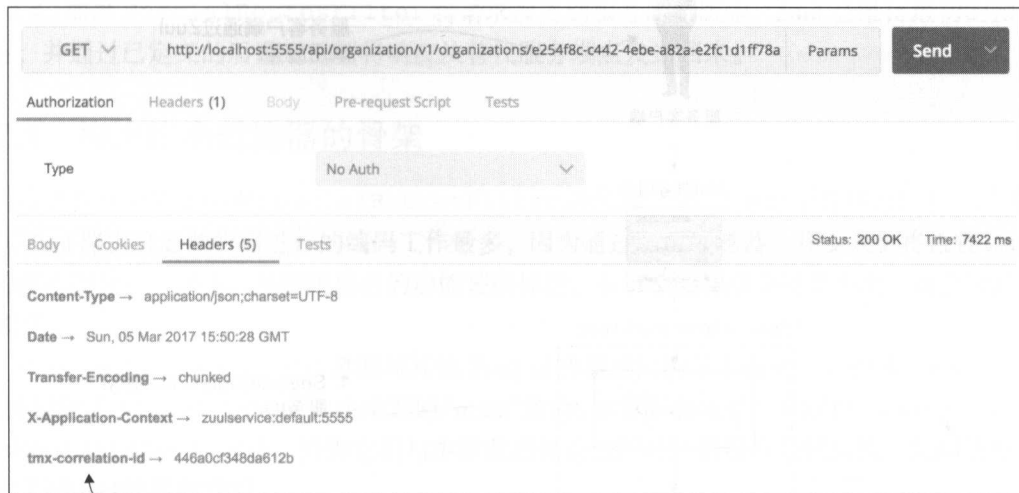 GET http://localhost:5555/api/organization/v1/organizations/e254f8c-c442-4ebe-a82a-e2fc1d1ff78a Params Send
Authorization Headers (1) Body Pre-request Script Tests
Type No Auth
Body Cookies Headers (5) Tests Status: 200 OK Time: 7422 ms
Content-Type → application/json;charset=UTF-8
Date → Sun, 05 Mar 2017 15:50:28 GMT
Transfer-Encoding → chunked
X-Application-Context → zuulservice:default:5555
tmx-correlation-id → 446a0cf348da612b